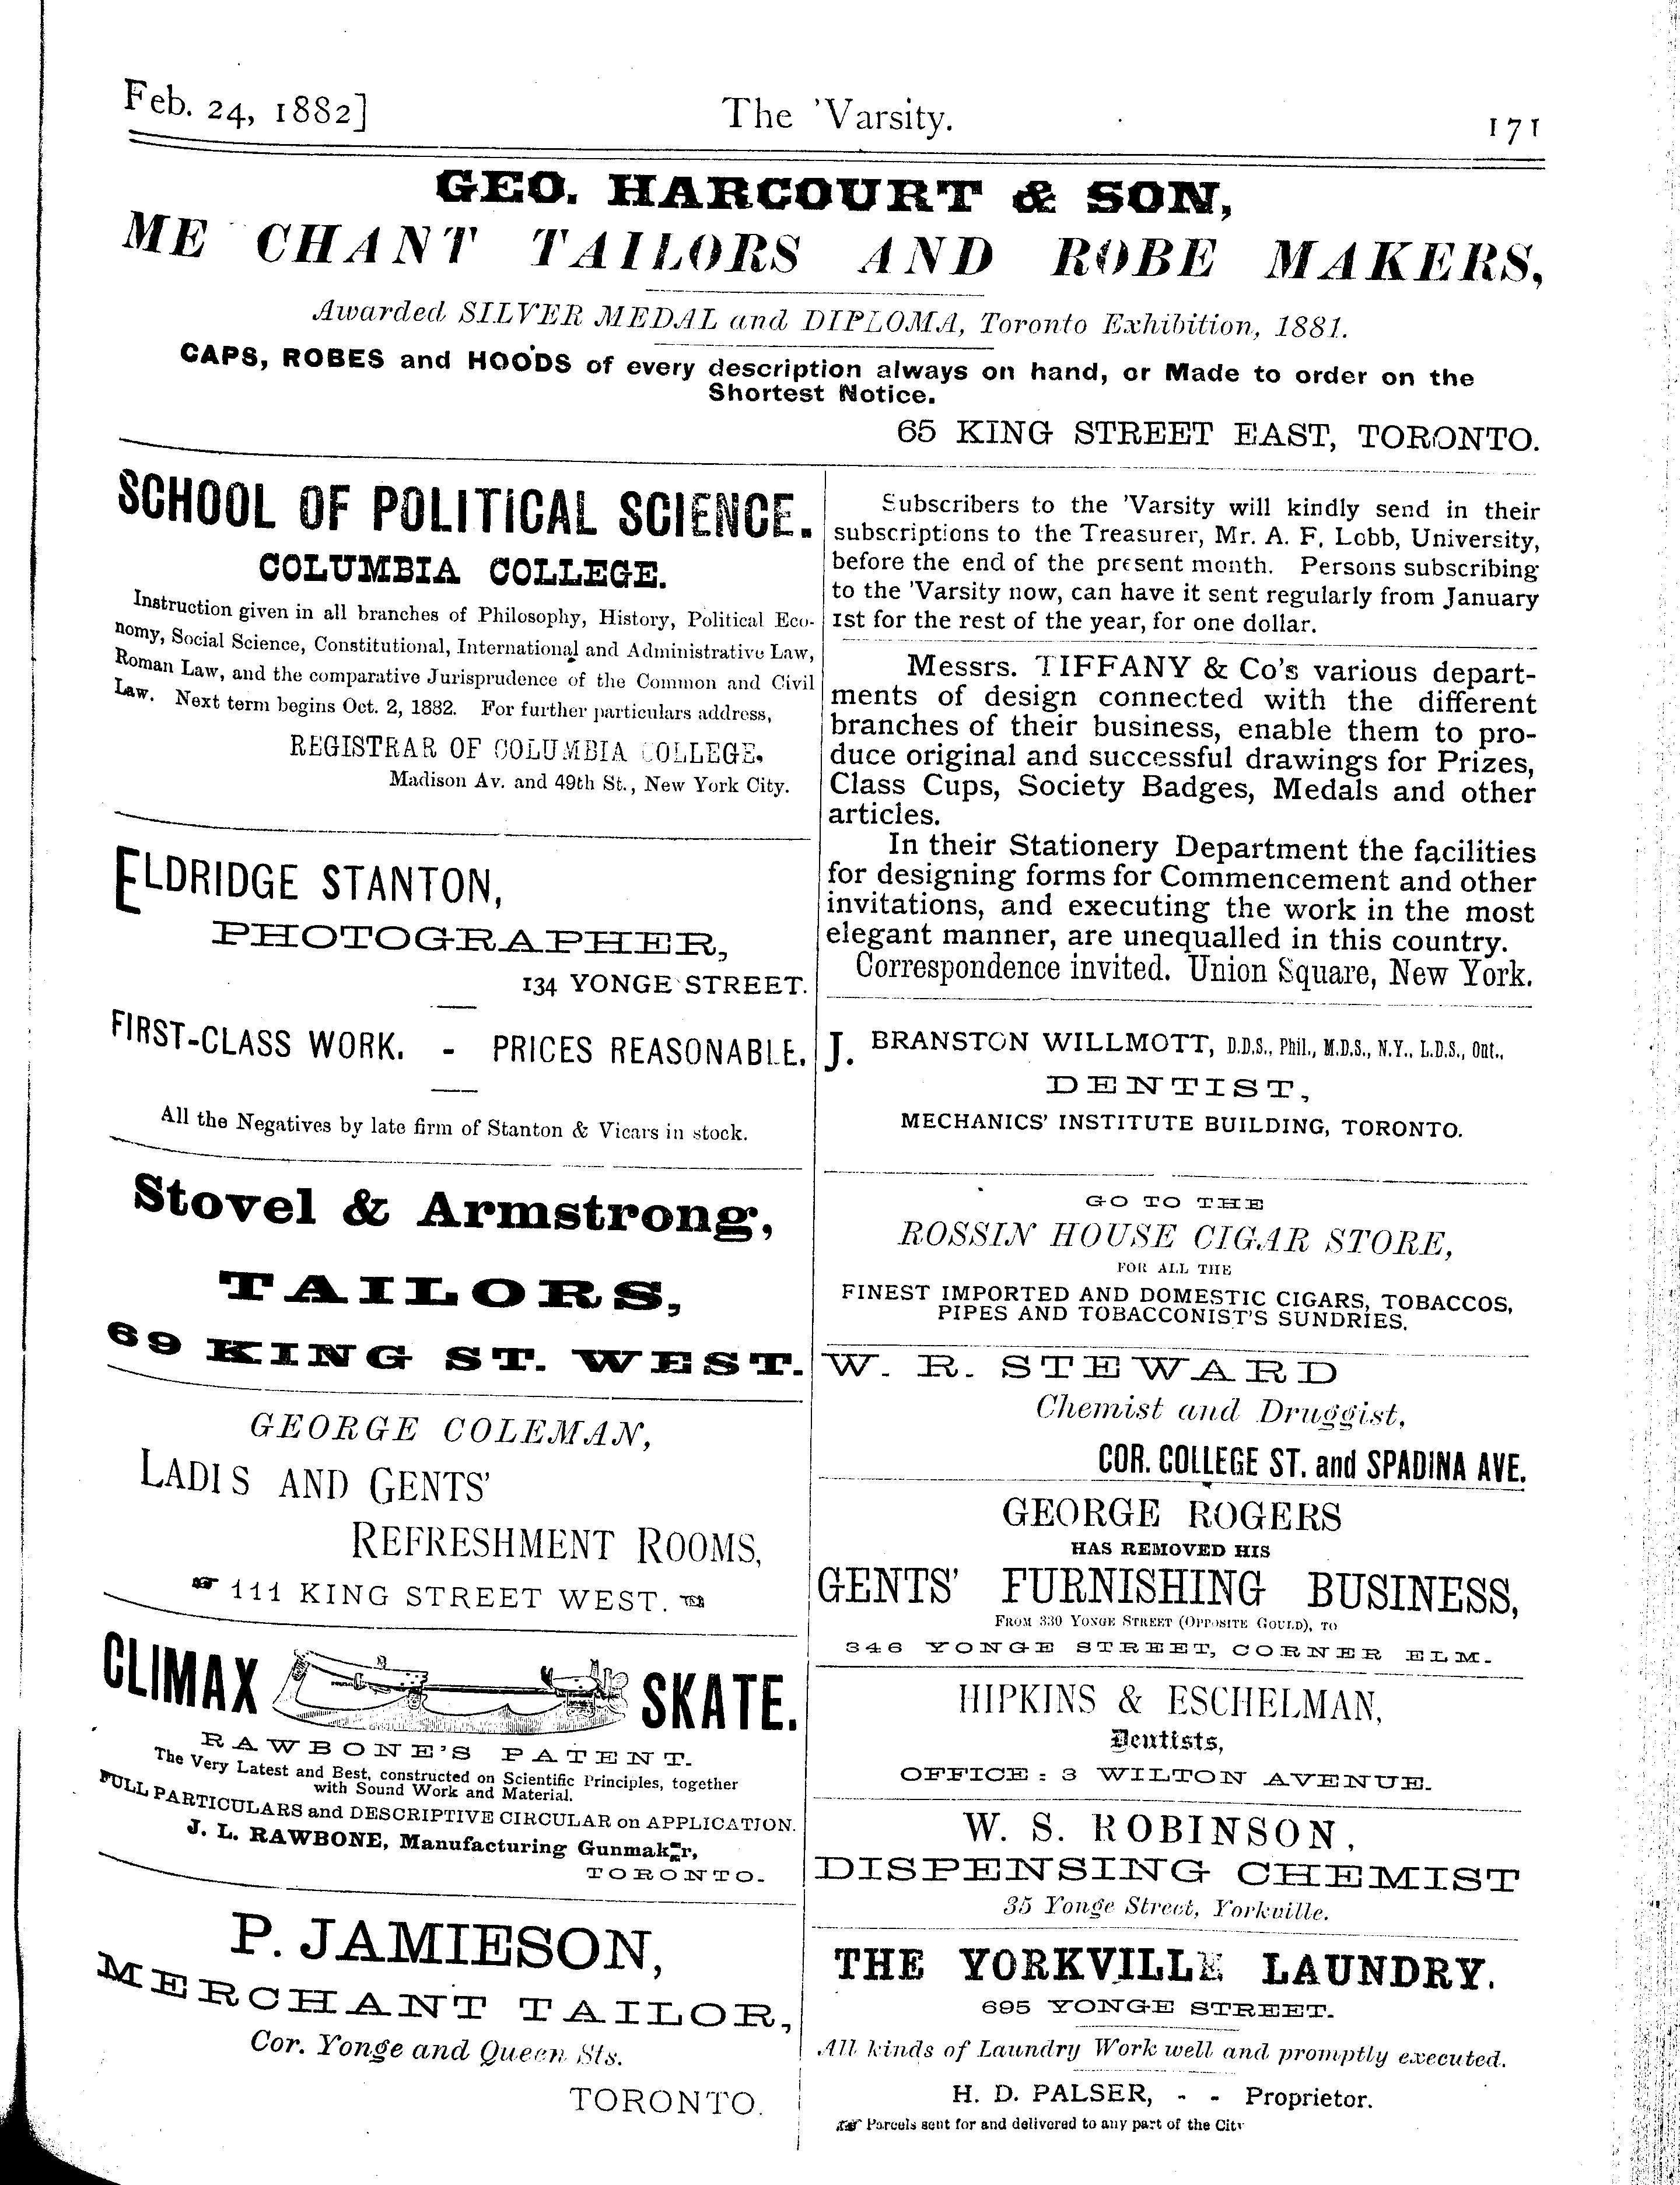 Feb. 24, 1882]
The 'Varsity.
171
GEO. HARCOURT & SON,
ME CHANT TAILORS AND ROBE MAKERS,
Awarded SILVER MEDAL and DIPLOMA, Toronto Exhibition, 1881.
CAPS, ROBES and HOODS of every description always on hand, or Made to order on the
Shortest Notice.
65 KING STREET EAST, TORONTO.
SCHOOL OF POLITICAL SCIENCE.
COLUMBIA COLLEGE.
Instruction given in all branches of Philosophy, History, Political Eco-
nomy, Social Science, Constitutional, International and Administrative Law,
Roman Law, and the comparative Jurisprudence of the Common and Civil
Law. Next term begins Oct. 2, 1882. For further particulars address,
REGISTRAR OF COLUMBIA COLLEGE,
Madison Av. and 49th St., New York City.
ELDRIDGE STANTON,
PHOTOGRAPHER,
134 YONGE STREET.
FIRST-CLASS WORK. - PRICES REASONABLE.
All the Negatives by late firm of Stanton & Vicars in stock.
Stovel & Armstrong,
TAILORS,
69 KING ST. WEST.
GEORGE COLEMAN,
LADI S AND GENTS'
REFRESHMENT ROOMS,
☞ 111 KING STREET WEST. ☜
CLIMAX SKATE.
RAWBONE'S PATENT.
The Very Latest and Best, constructed on Scientific Principles, together
with Sound Work and Material.
FULL PARTICULARS and DESCRIPTIVE CIRCULAR on APPLICATION.
J. L. RAWBONE, Manufacturing Gunmaker,
TORONTO.
P. JAMIESON,
MERCHANT TAILOR,
Cor. Yonge and Queen Sts.
TORONTO.
Subscribers to the 'Varsity will kindly send in their
subscriptions to the Treasurer, Mr. A. F. Lobb, University,
before the end of the present month. Persons subscribing
to the 'Varsity now, can have it sent regularly from January
1st for the rest of the year, for one dollar.
Messrs. TIFFANY & Co's various depart-
ments of design connected with the different
branches of their business, enable them to pro-
duce original and successful drawings for Prizes,
Class Cups, Society Badges, Medals and other
articles.
In their Stationery Department the facilities
for designing forms for Commencement and other
invitations, and executing the work in the most
elegant manner, are unequalled in this country.
Correspondence invited. Union Square, New York.
J. BRANSTON WILLMOTT, D.D.S., Phil., M.D.S., N.Y., L.D.S., Ont.,
DENTIST,
MECHANICS' INSTITUTE BUILDING, TORONTO.
GO TO THE
ROSSIN HOUSE CIGAR STORE,
FOR ALL THE
FINEST IMPORTED AND DOMESTIC CIGARS, TOBACCOS,
PIPES AND TOBACCONIST'S SUNDRIES.
W. R. STEWARD
Chemist and Druggist,
COR. COLLEGE ST. and SPADINA AVE.
GEORGE ROGERS
HAS REMOVED HIS
GENTS' FURNISHING BUSINESS,
FROM 330 YONGE STREET (OPPOSITE GOULD), TO
346 YONGE STREET, CORNER ELM.
HIPKINS & ESCHELMAN,
Dentists,
OFFICE: 3 WILTON AVENUE.
W. S. ROBINSON,
DISPENSING CHEMIST
35 Yonge Street, Yorkville.
THE YORKVILLE LAUNDRY.
695 YONGE STREET.
All kinds of Laundry Work well and promptly executed.
H. D. PALSER, - - Proprietor.
☞ Parcels sent for and delivered to any part of the City